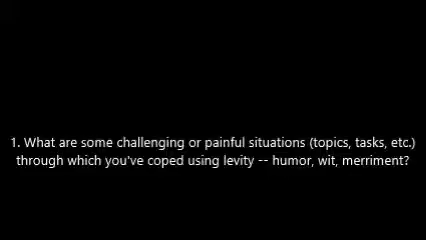 1. What are some challenging or painful situations (topics, tasks, etc.)
through which you've coped using levity -- humor, wit, merriment?